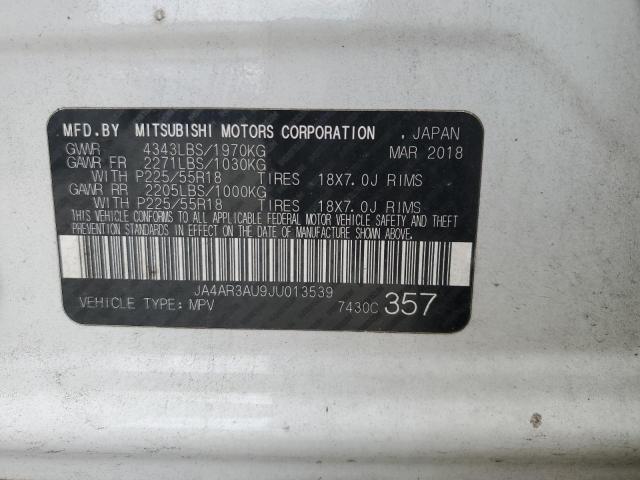 MFD.BY MITSUBISHI MOTORS CORPORATION , JAPAN
GVWR 4343LBS/1970KG MAR 2018
GAWR FR 2271LBS/1030KG
WITH P225/55R18 TIRES 18X7.0J RIMS
GAWR RR 2205LBS/1000KG
WITH P225/55R18 TIRES 18X7.0J RIMS
THIS VEHICLE CONFORMS TO ALL APPLICABLE FEDERAL MOTOR VEHICLE SAFETY AND THEFT
PREVENTION STANDARDS IN EFFECT ON THE DATE OF MANUFACTURE SHOWN ABOVE.
JA4AR3AU9JU013539
VEHICLE TYPE: MPV 7430C 357